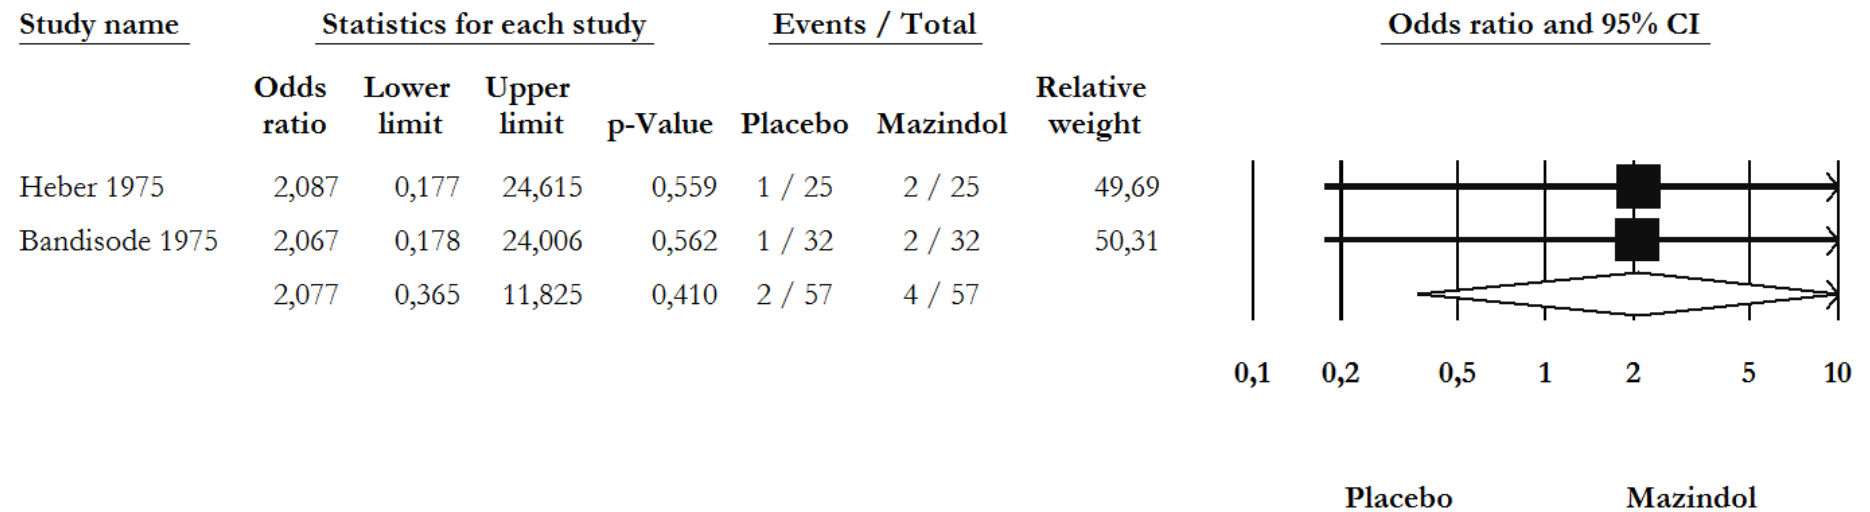 Study name Statistics for each study Events / Total Odds ratio and 95% CI
Odds Lower Upper Relative
ratio limit limit p-Value Placebo Mazindol weight
Heber 1975 2,087 0,177 24,615 0,559 1 / 25 2 / 25 49,69
Bandisode 1975 2,067 0,178 24,006 0,562 1 / 32 2 / 32 50,31
2,077 0,365 11,825 0,410 2 / 57 4 / 57
0,1 0,2 0,5 1 2 5 10
Placebo Mazindol